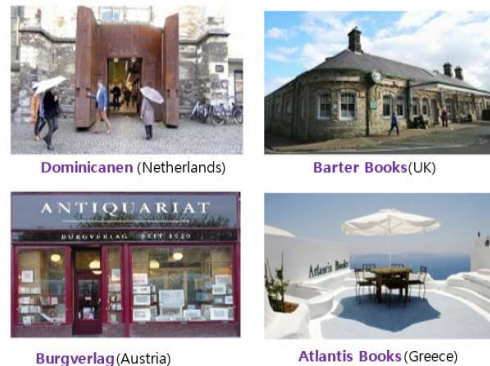 Dominicanen (Netherlands)
Barter Books(UK)
ANTIQUARIAT
BURGVERLAG SEIT 1920
Atlantis Books
Burgverlag(Austria)
Atlantis Books(Greece)